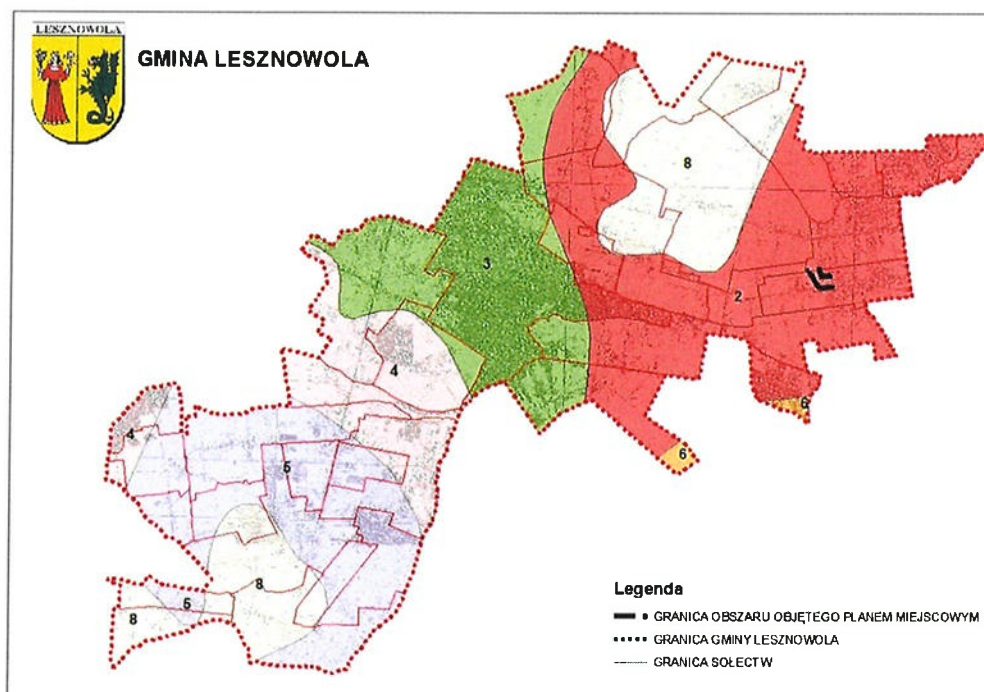 LESZNOWOLA
GMINA LESZNOWOLA
8
3
2
4
6
4
6
5
8
5
8
Legenda
GRANICA OBSZARU OBJĘTEGO PLANEM MIEJSCOWYM
GRANICA GMINY LESZNOWOLA
GRANICA SOŁECTW